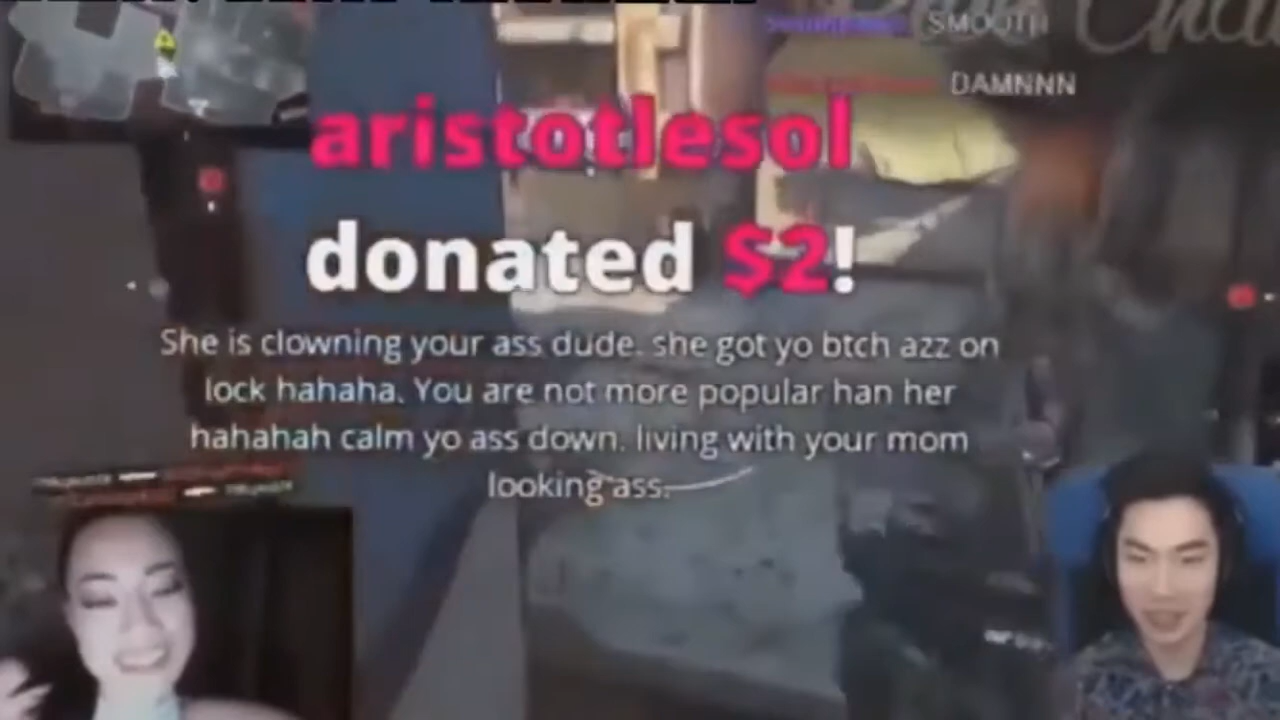 SMOOTH
DAMNNN
aristotlesol
donated $2!
She is clowning your ass dude. she got yo btch azz on
lock hahaha. You are not more popular han her
hahahah calm yo ass down. living with your mom
looking ass.